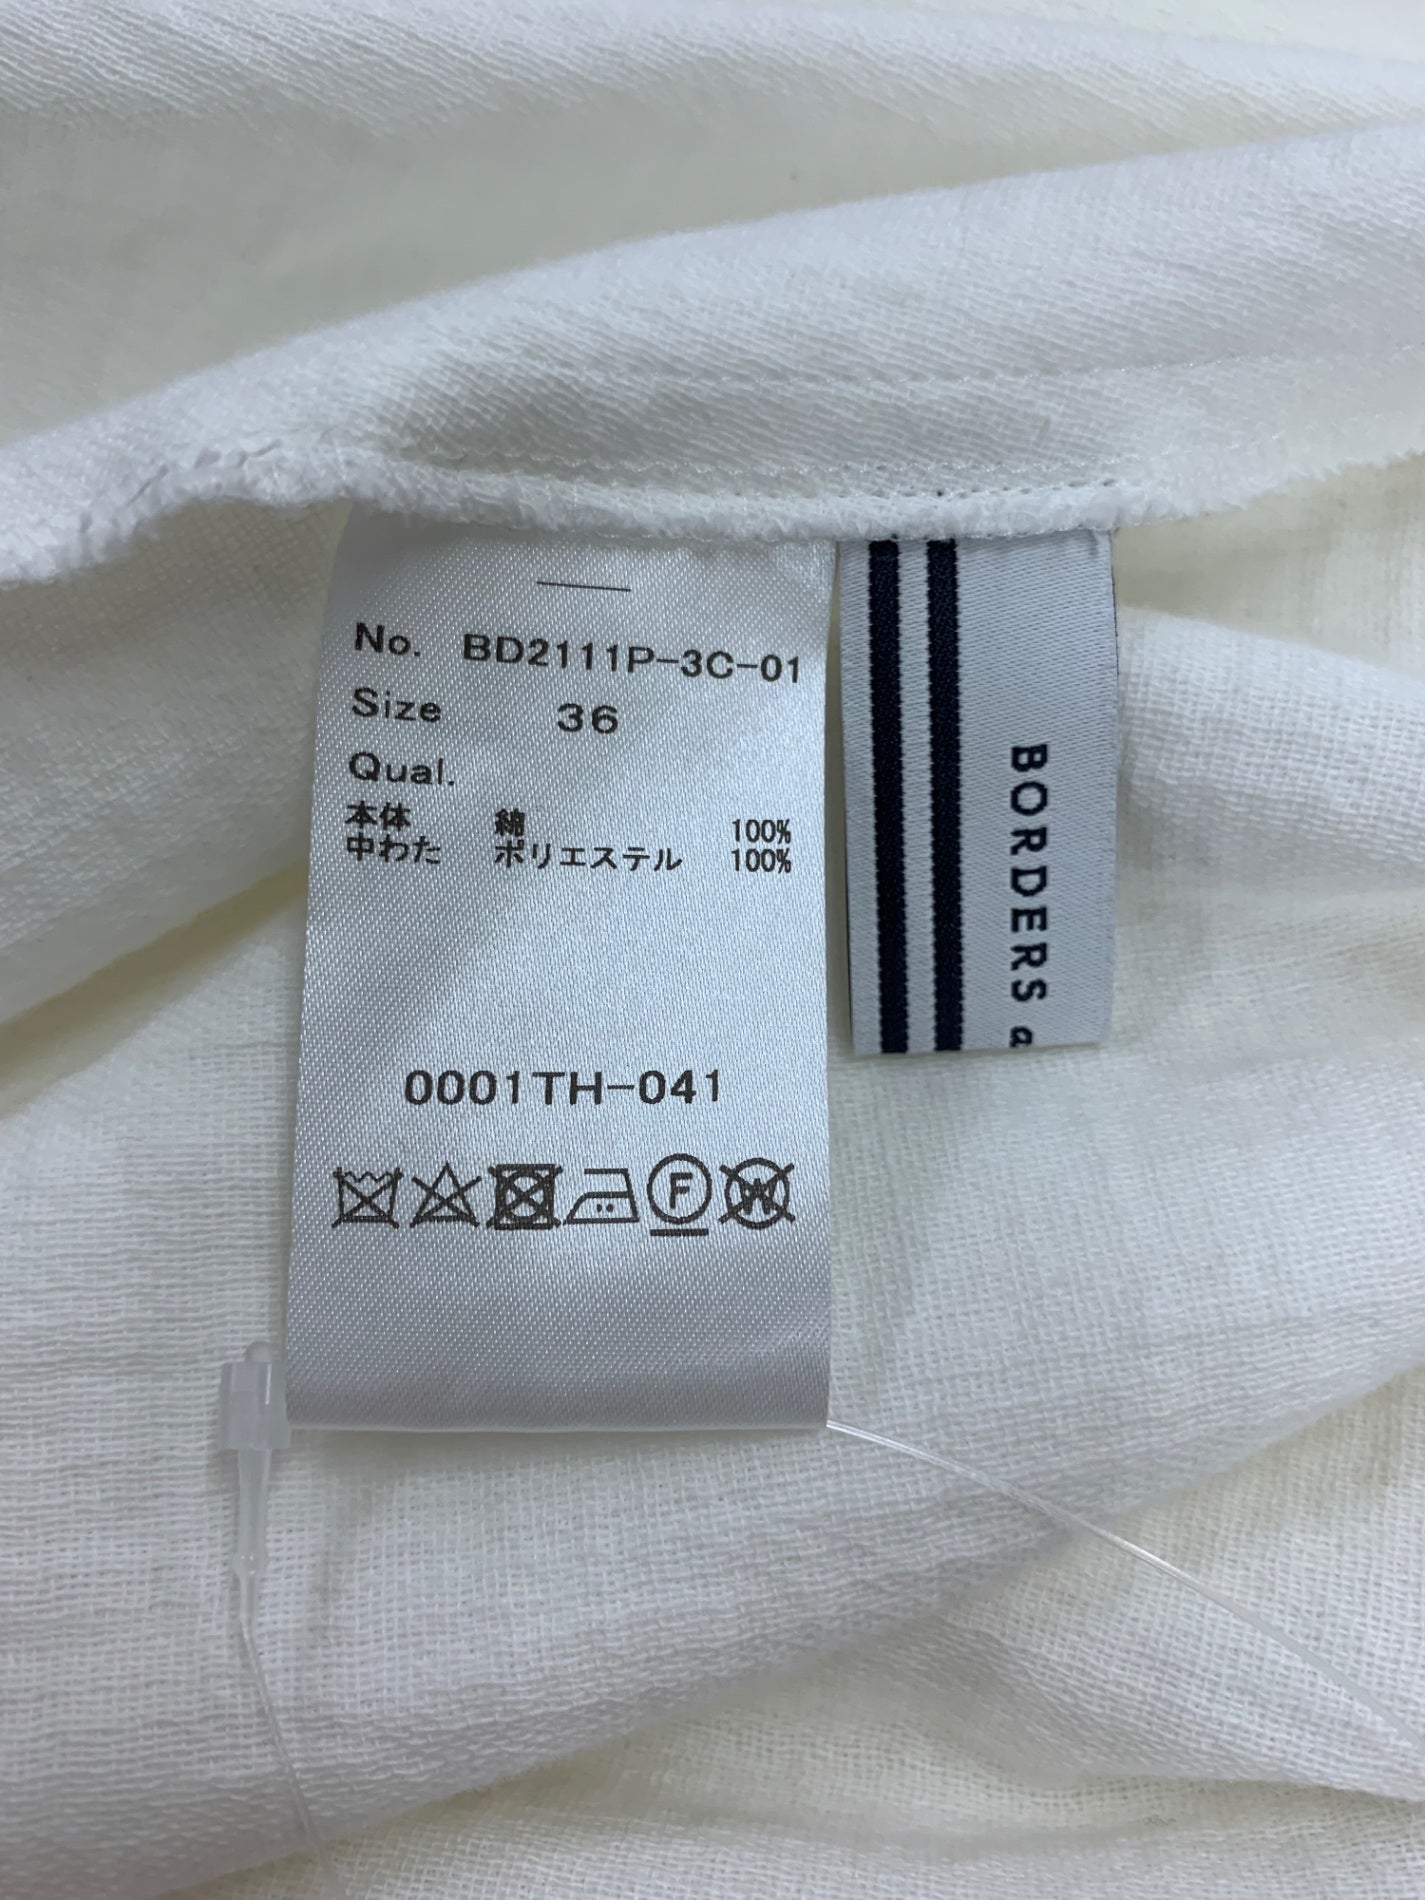 No. BD2111P-3C-01
Size 36
Qual.
本体 綿 100%
中わた ポリエステル 100%
0001TH-041
F
W
BORDERS a